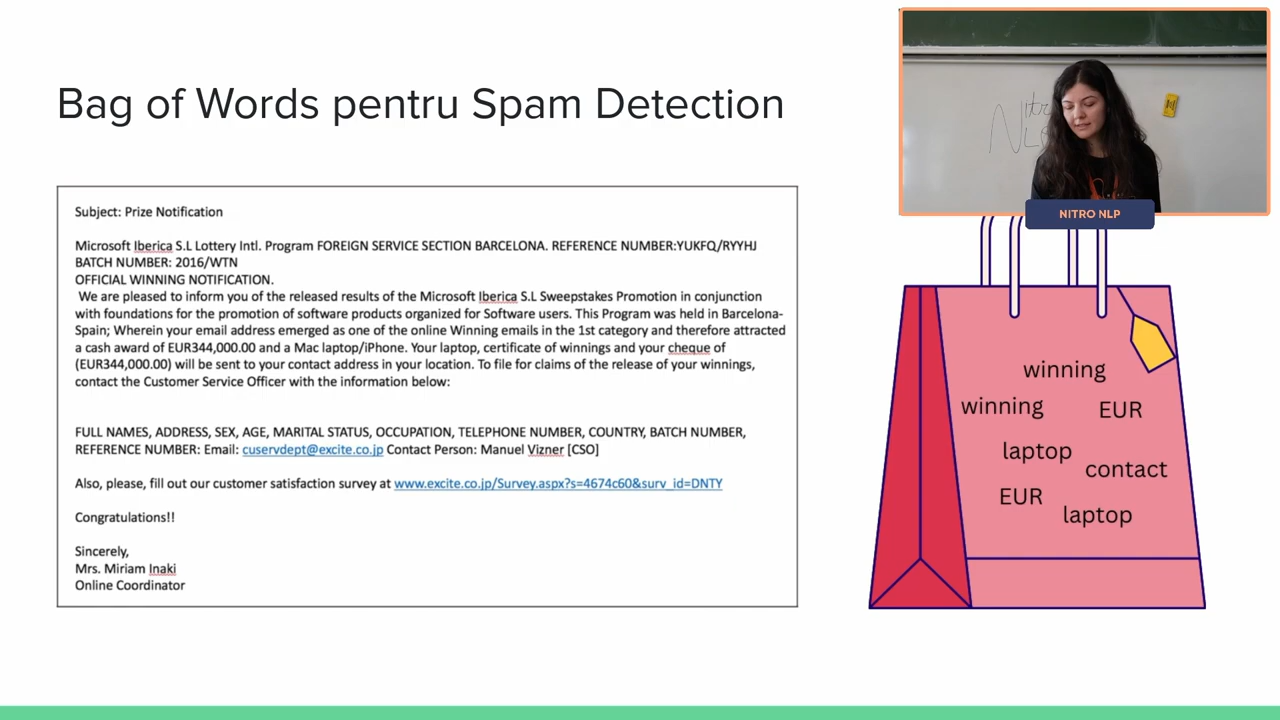 Bag of Words pentru Spam Detection
Nitro
NL
NITRO NLP
Subject: Prize Notification
Microsoft Iberica S.L Lottery Intl. Program FOREIGN SERVICE SECTION BARCELONA. REFERENCE NUMBER:YUKFQ/RYYHJ
BATCH NUMBER: 2016/WTN
OFFICIAL WINNING NOTIFICATION.
We are pleased to inform you of the released results of the Microsoft Iberica S.L Sweepstakes Promotion in conjunction
with foundations for the promotion of software products organized for Software users. This Program was held in Barcelona-
Spain; Wherein your email address emerged as one of the online Winning emails in the 1st category and therefore attracted
a cash award of EUR344,000.00 and a Mac laptop/iPhone. Your laptop, certificate of winnings and your cheque of
(EUR344,000.00) will be sent to your contact address in your location. To file for claims of the release of your winnings,
contact the Customer Service Officer with the information below:
FULL NAMES, ADDRESS, SEX, AGE, MARITAL STATUS, OCCUPATION, TELEPHONE NUMBER, COUNTRY, BATCH NUMBER,
REFERENCE NUMBER: Email: cuservdept@excite.co.jp Contact Person: Manuel Vizner [CSO]
Also, please, fill out our customer satisfaction survey at www.excite.co.jp/Survey.aspx?s=4674c60&surv_id=DNTY
Congratulations!!
Sincerely,
Mrs. Miriam Inaki
Online Coordinator
winning
winning EUR
laptop
contact
EUR
laptop